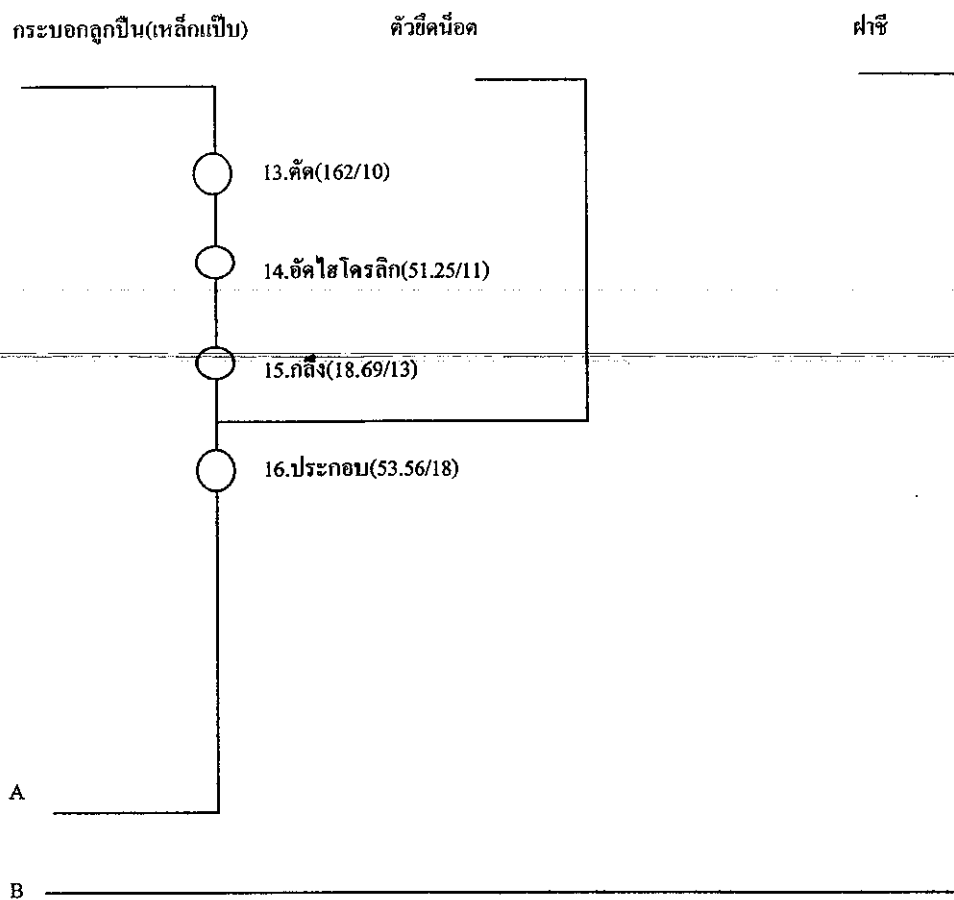 กระบอกลูกปืน(เหล็กแป๊บ) ตัวยึดน็อต ฝาชี
13.ตัด(162/10)
14.อัดไฮโดรลิก(51.25/11)
15.กลึง(18.69/13)
16.ประกอบ(53.56/18)
A
B